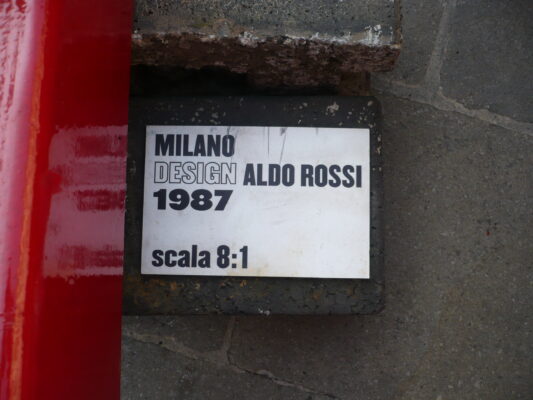 MILANO
DESIGN ALDO ROSSI
1987
scala 8:1